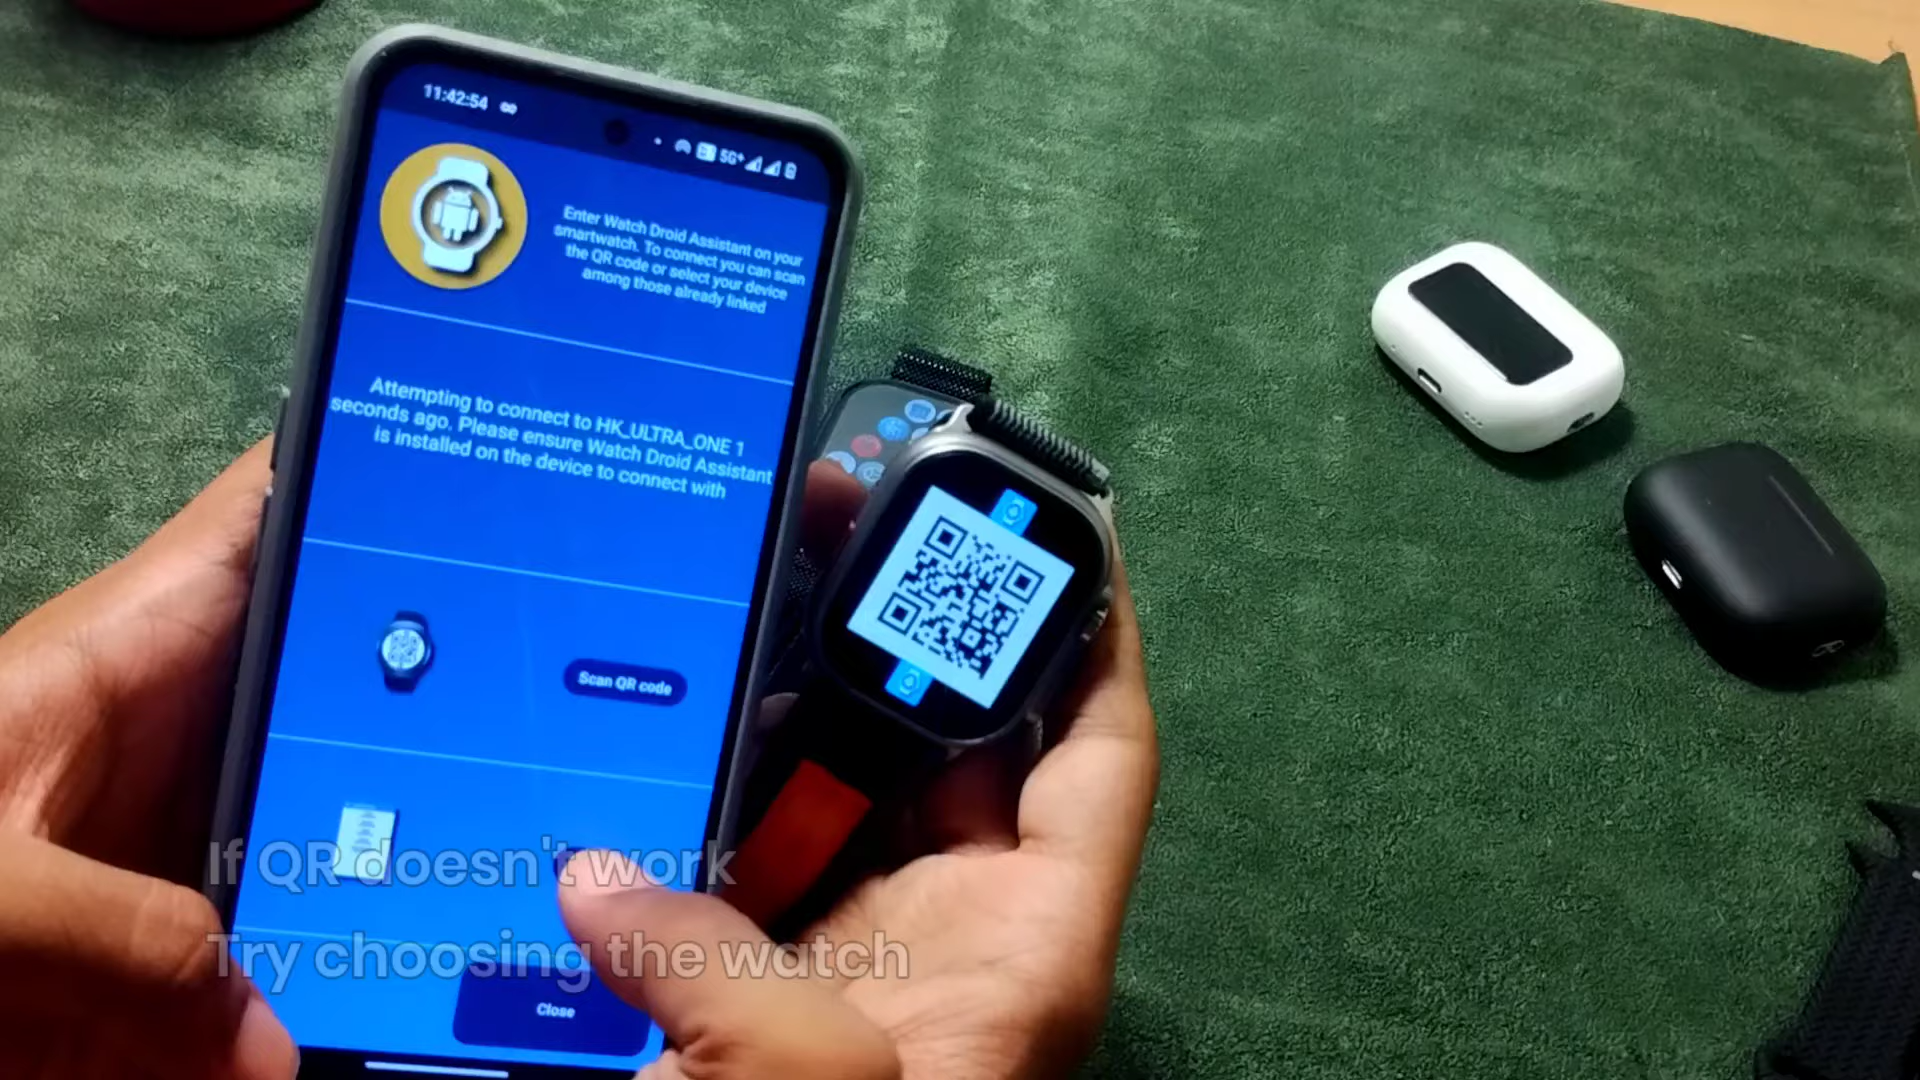 11:42:54
5G+
Enter Watch Droid Assistant on your
smartwatch. To connect you can scan
the QR code or select your device
among those already linked
Attempting to connect to HK_ULTRA_ONE 1
seconds ago. Please ensure Watch Droid Assistant
is installed on the device to connect with
Scan QR code
If QR doesn't work
Try choosing the watch
Close